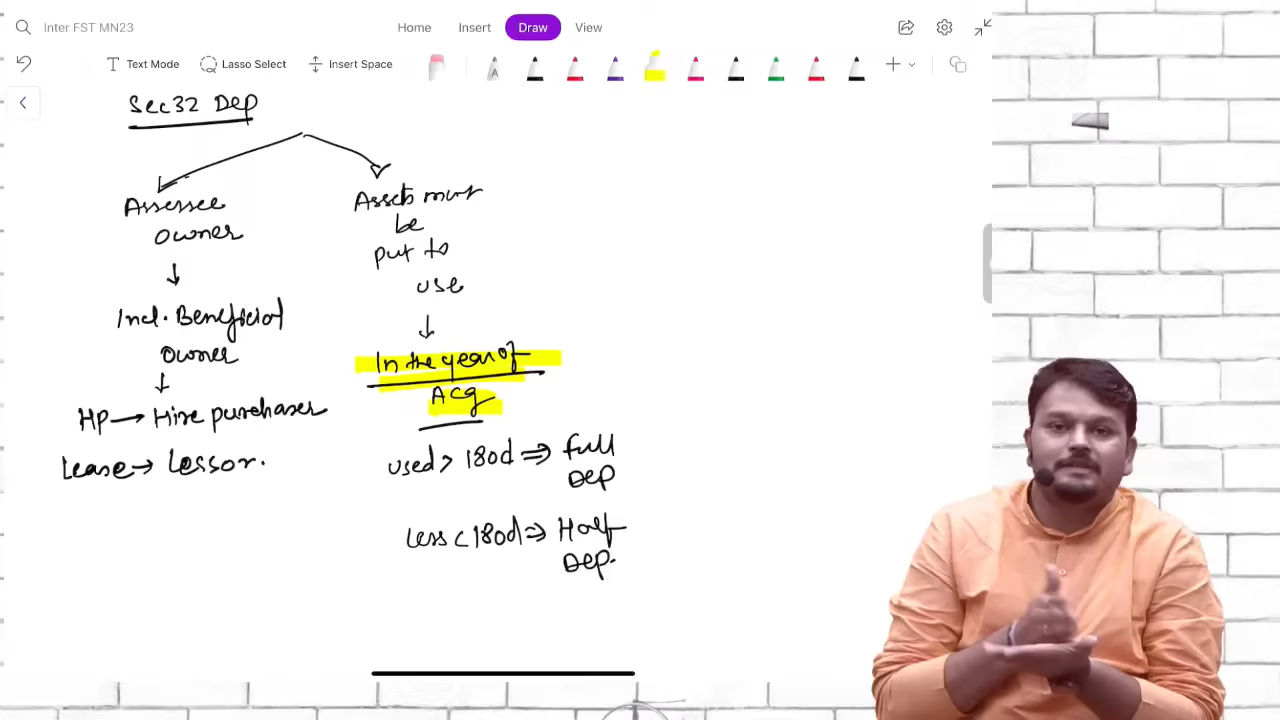 Inter FST MN23
Home
Insert
Draw
View
Text Mode
Lasso Select
Insert Space
A
Sec32 Dep
Assessee
Owner
↓
Incl. Beneficial
Owner
↓
HP → Hire purchaser
Lease → Lessor.
Assets must
be
put to
use
↓
In the year of
Acq
used > 180d ⇒ Full
Dep
Less < 180d ⇒ Half
Dep.